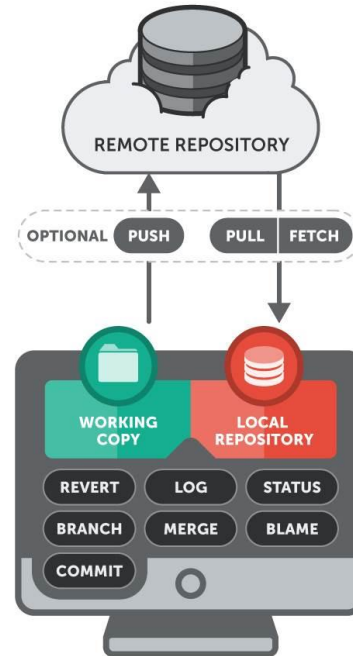 REMOTE REPOSITORY
OPTIONAL PUSH PULL FETCH
WORKING COPY
LOCAL REPOSITORY
REVERT LOG STATUS
BRANCH MERGE BLAME
COMMIT